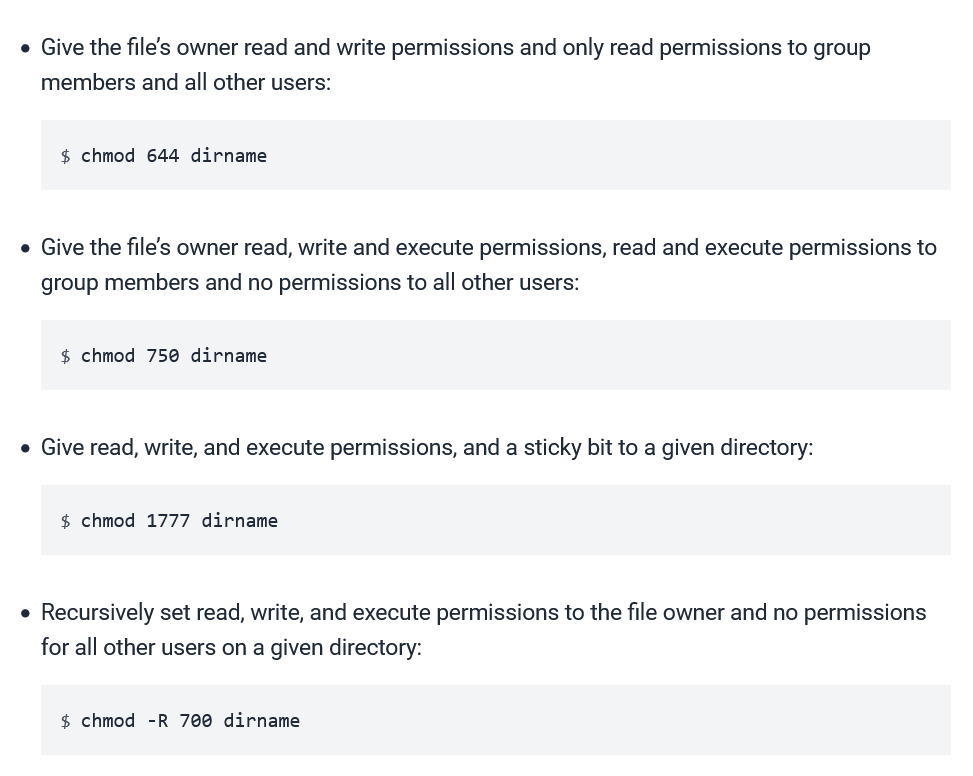 • Give the file’s owner read and write permissions and only read permissions to group
members and all other users:
$ chmod 644 dirname
• Give the file’s owner read, write and execute permissions, read and execute permissions to
group members and no permissions to all other users:
$ chmod 750 dirname
• Give read, write, and execute permissions, and a sticky bit to a given directory:
$ chmod 1777 dirname
• Recursively set read, write, and execute permissions to the file owner and no permissions
for all other users on a given directory:
$ chmod -R 700 dirname